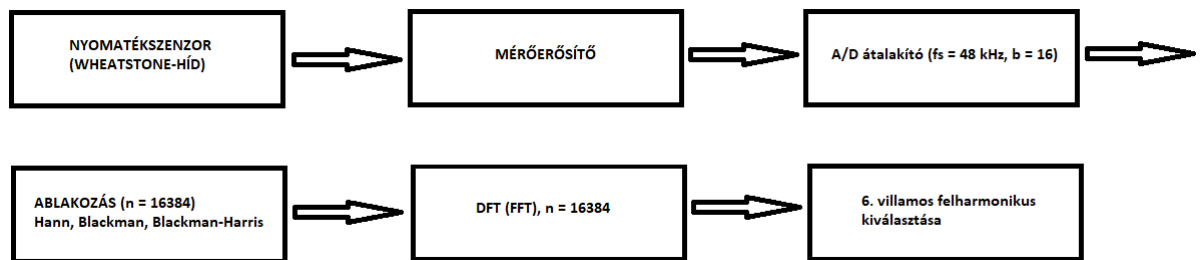 NYOMATÉKSZENZOR
(WHEATSTONE-HÍD)
MÉRŐERŐSÍTŐ
A/D átalakító (fs = 48 kHz, b = 16)
ABLAKOZÁS (n = 16384)
Hann, Blackman, Blackman-Harris
DFT (FFT), n = 16384
6. villamos felharmonikus
kiválasztása